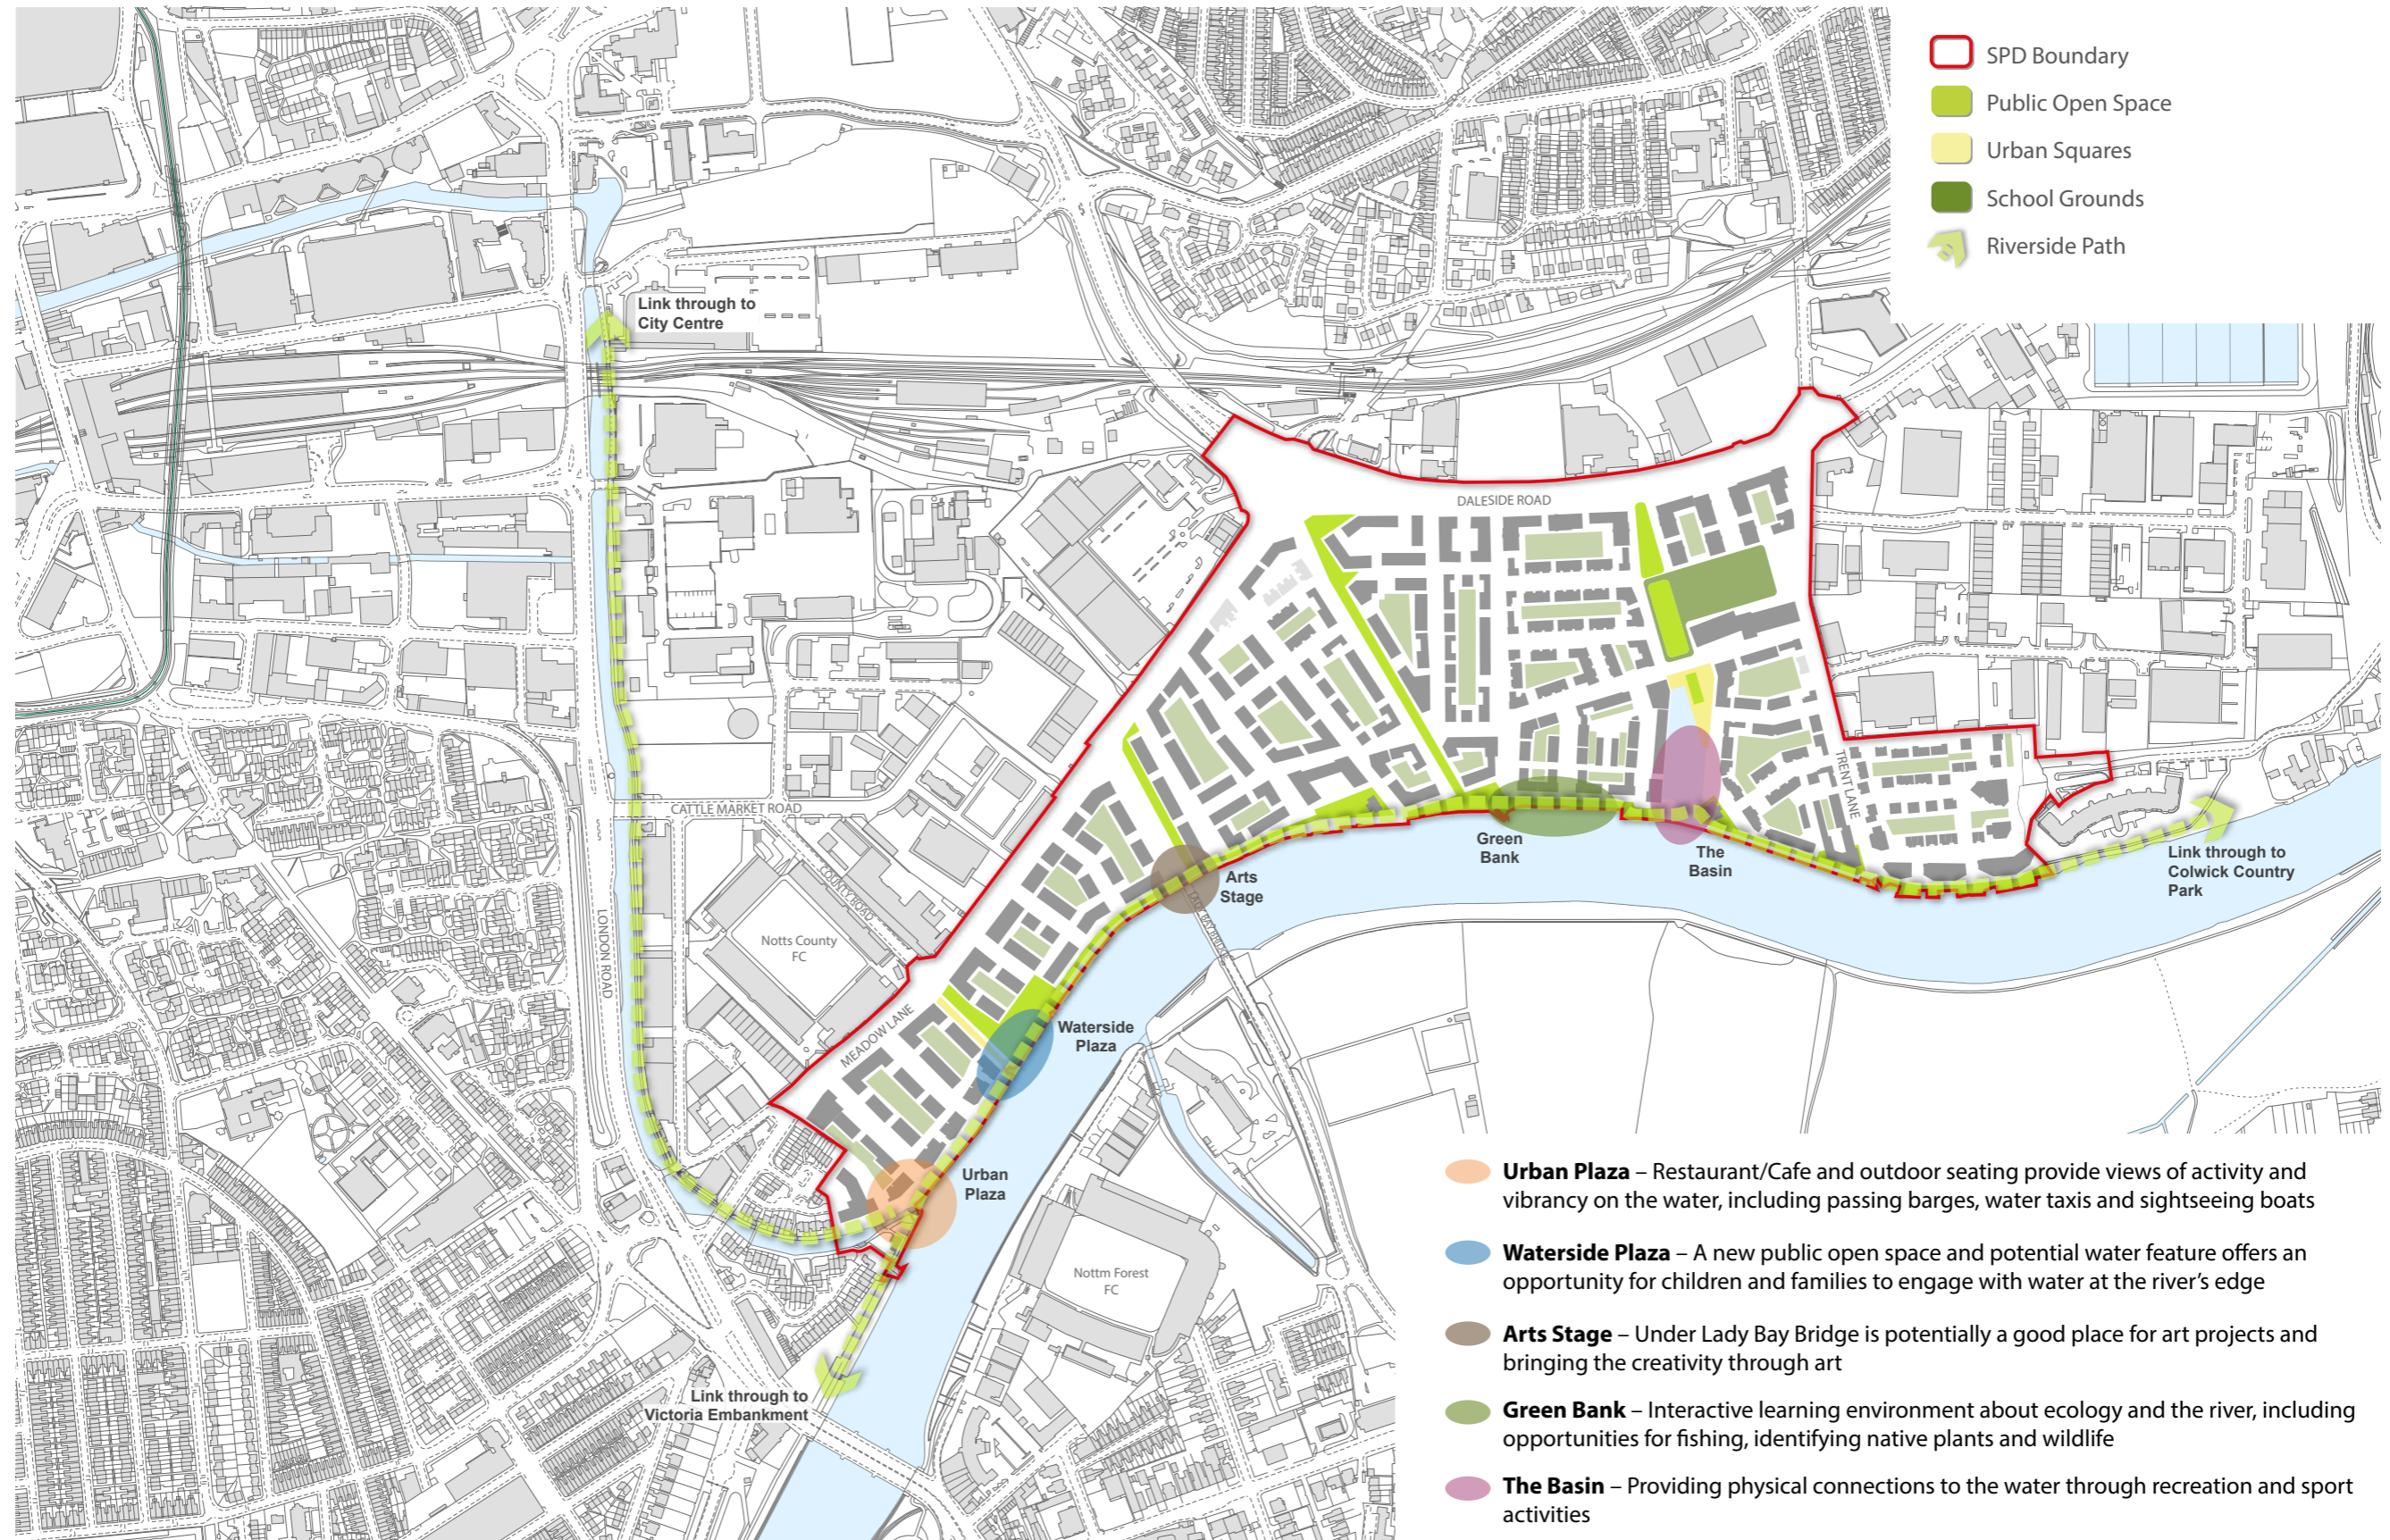 SPD Boundary
Public Open Space
Urban Squares
School Grounds
Riverside Path
Link through to
City Centre
DALESIDE ROAD
CATTLE MARKET ROAD
COUNTY ROAD
LONDON ROAD
Notts County
FC
MEADOW LANE
TRENT LANE
LADY BAY BRIDGE
Green
Bank
The
Basin
Arts
Stage
Link through to
Colwick Country
Park
Waterside
Plaza
Urban
Plaza
Nottm Forest
FC
Link through to
Victoria Embankment
Urban Plaza – Restaurant/Cafe and outdoor seating provide views of activity and
vibrancy on the water, including passing barges, water taxis and sightseeing boats
Waterside Plaza – A new public open space and potential water feature offers an
opportunity for children and families to engage with water at the river’s edge
Arts Stage – Under Lady Bay Bridge is potentially a good place for art projects and
bringing the creativity through art
Green Bank – Interactive learning environment about ecology and the river, including
opportunities for fishing, identifying native plants and wildlife
The Basin – Providing physical connections to the water through recreation and sport
activities